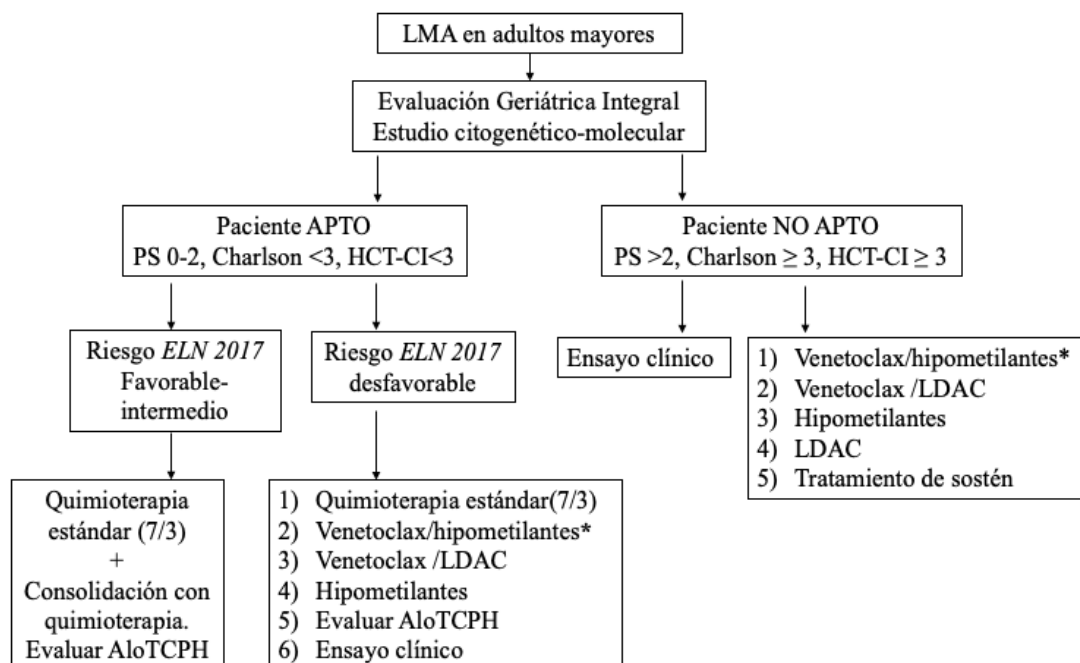 LMA en adultos mayores
Evaluación Geriátrica Integral
Estudio citogenético-molecular
Paciente APTO
PS 0-2, Charlson <3, HCT-CI<3
Paciente NO APTO
PS >2, Charlson ≥ 3, HCT-CI ≥ 3
Riesgo ELN 2017
Favorable-
intermedio
Riesgo ELN 2017
desfavorable
Ensayo clínico
1) Venetoclax/hipometilantes*
2) Venetoclax /LDAC
3) Hipometilantes
4) LDAC
5) Tratamiento de sostén
Quimioterapia
estándar (7/3)
+
Consolidación con
quimioterapia.
Evaluar AloTCPH
1) Quimioterapia estándar(7/3)
2) Venetoclax/hipometilantes*
3) Venetoclax /LDAC
4) Hipometilantes
5) Evaluar AloTCPH
6) Ensayo clínico